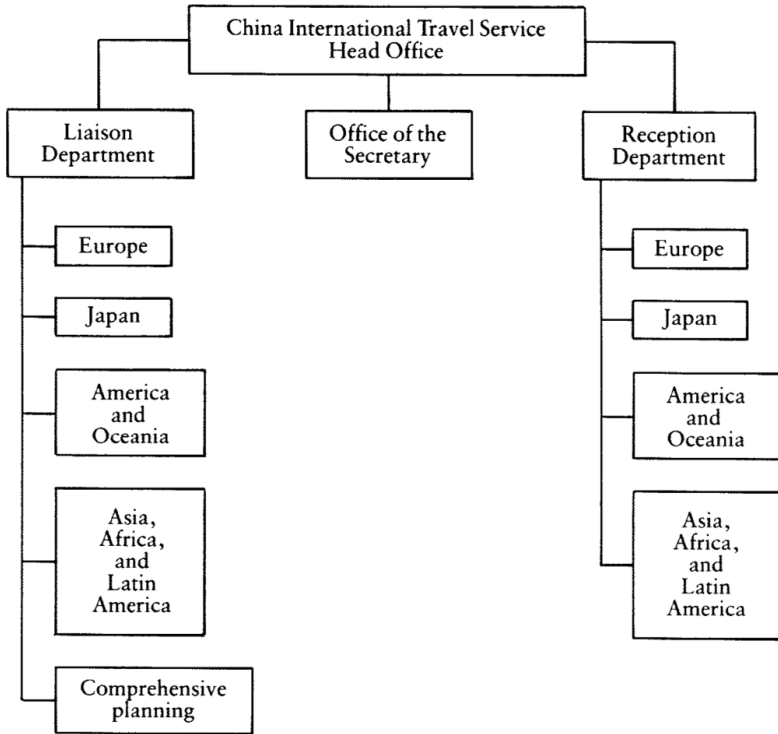 China International Travel Service
Head Office
Liaison
Department
Office of the
Secretary
Reception
Department
Europe
Japan
America
and
Oceania
Asia,
Africa,
and
Latin
America
Comprehensive
planning
Europe
Japan
America
and
Oceania
Asia,
Africa,
and
Latin
America